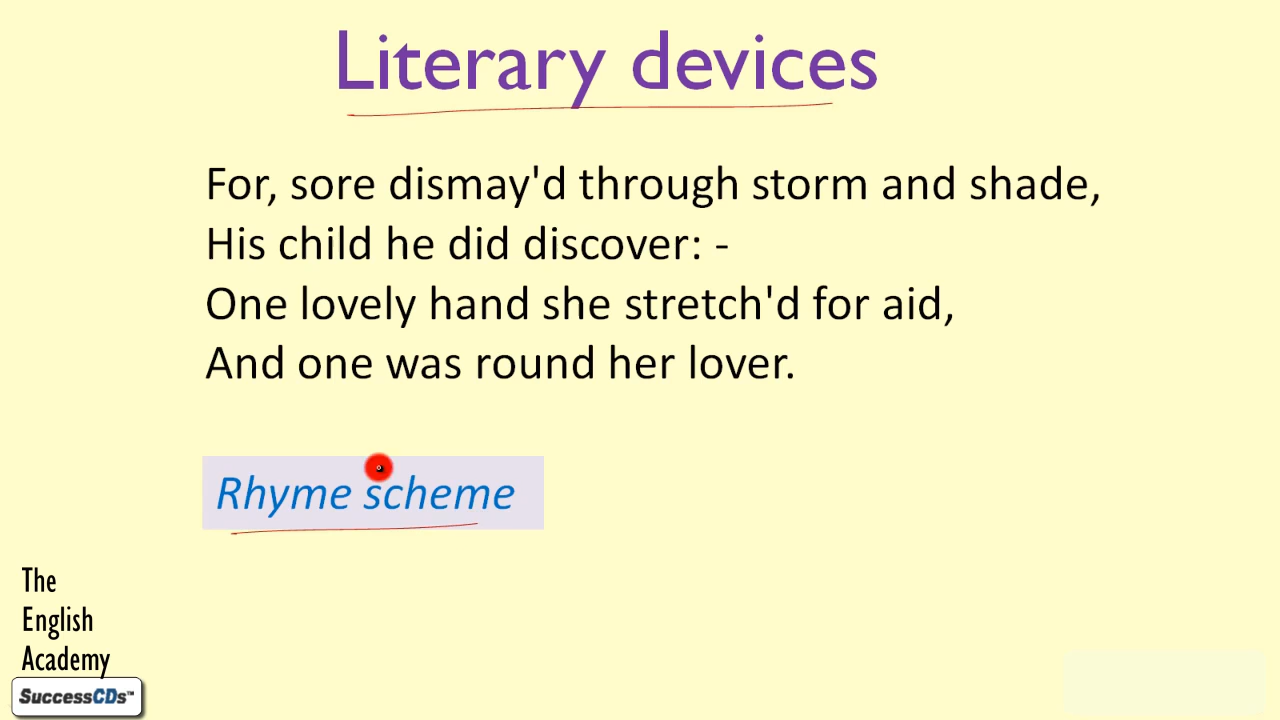 Literary devices
For, sore dismay'd through storm and shade,
His child he did discover: -
One lovely hand she stretch'd for aid,
And one was round her lover.
Rhyme scheme
The
English
Academy
SuccessCDs™